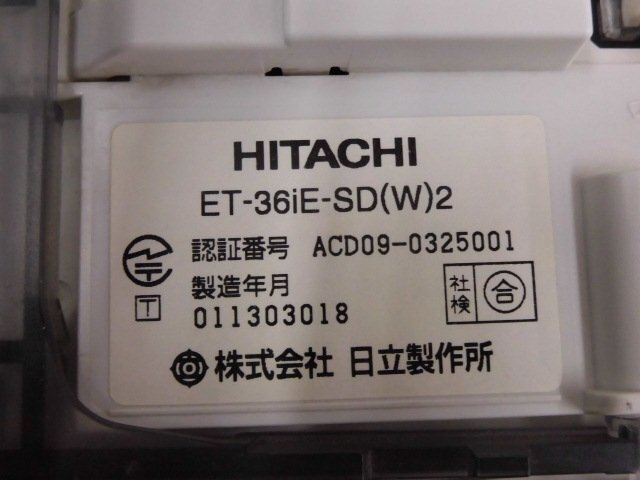 HITACHI
ET-36iE-SD(W)2
認証番号 ACD09-0325001
製造年月
T 011303018
社検 合
株式会社 日立製作所